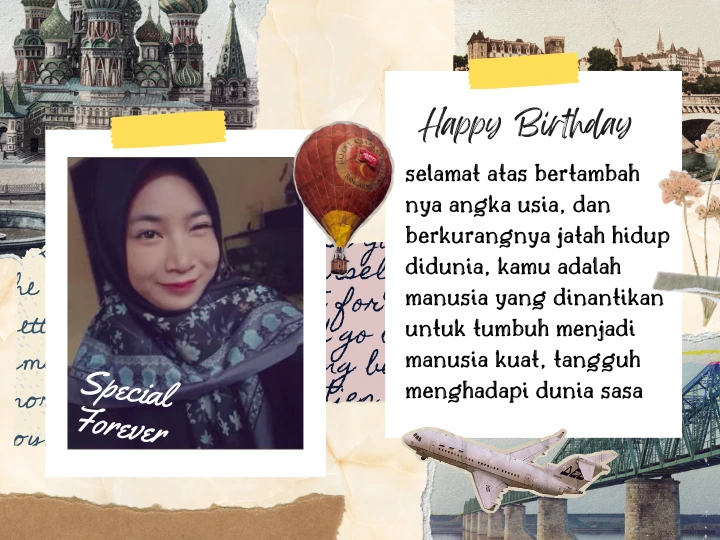 Happy Birthday
selamat atas bertambah
nya angka usia, dan
berkurangnya jatah hidup
didunia, kamu adalah
manusia yang dinantikan
untuk tumbuh menjadi
manusia kuat, tangguh
menghadapi dunia sasa
Special
Forever